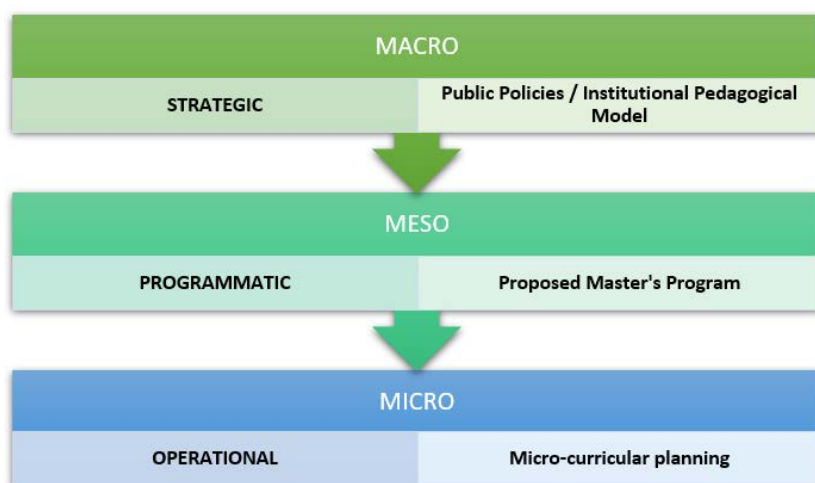 MACRO
STRATEGIC
Public Policies / Institutional Pedagogical
Model
MESO
PROGRAMMATIC
Proposed Master's Program
MICRO
OPERATIONAL
Micro-curricular planning